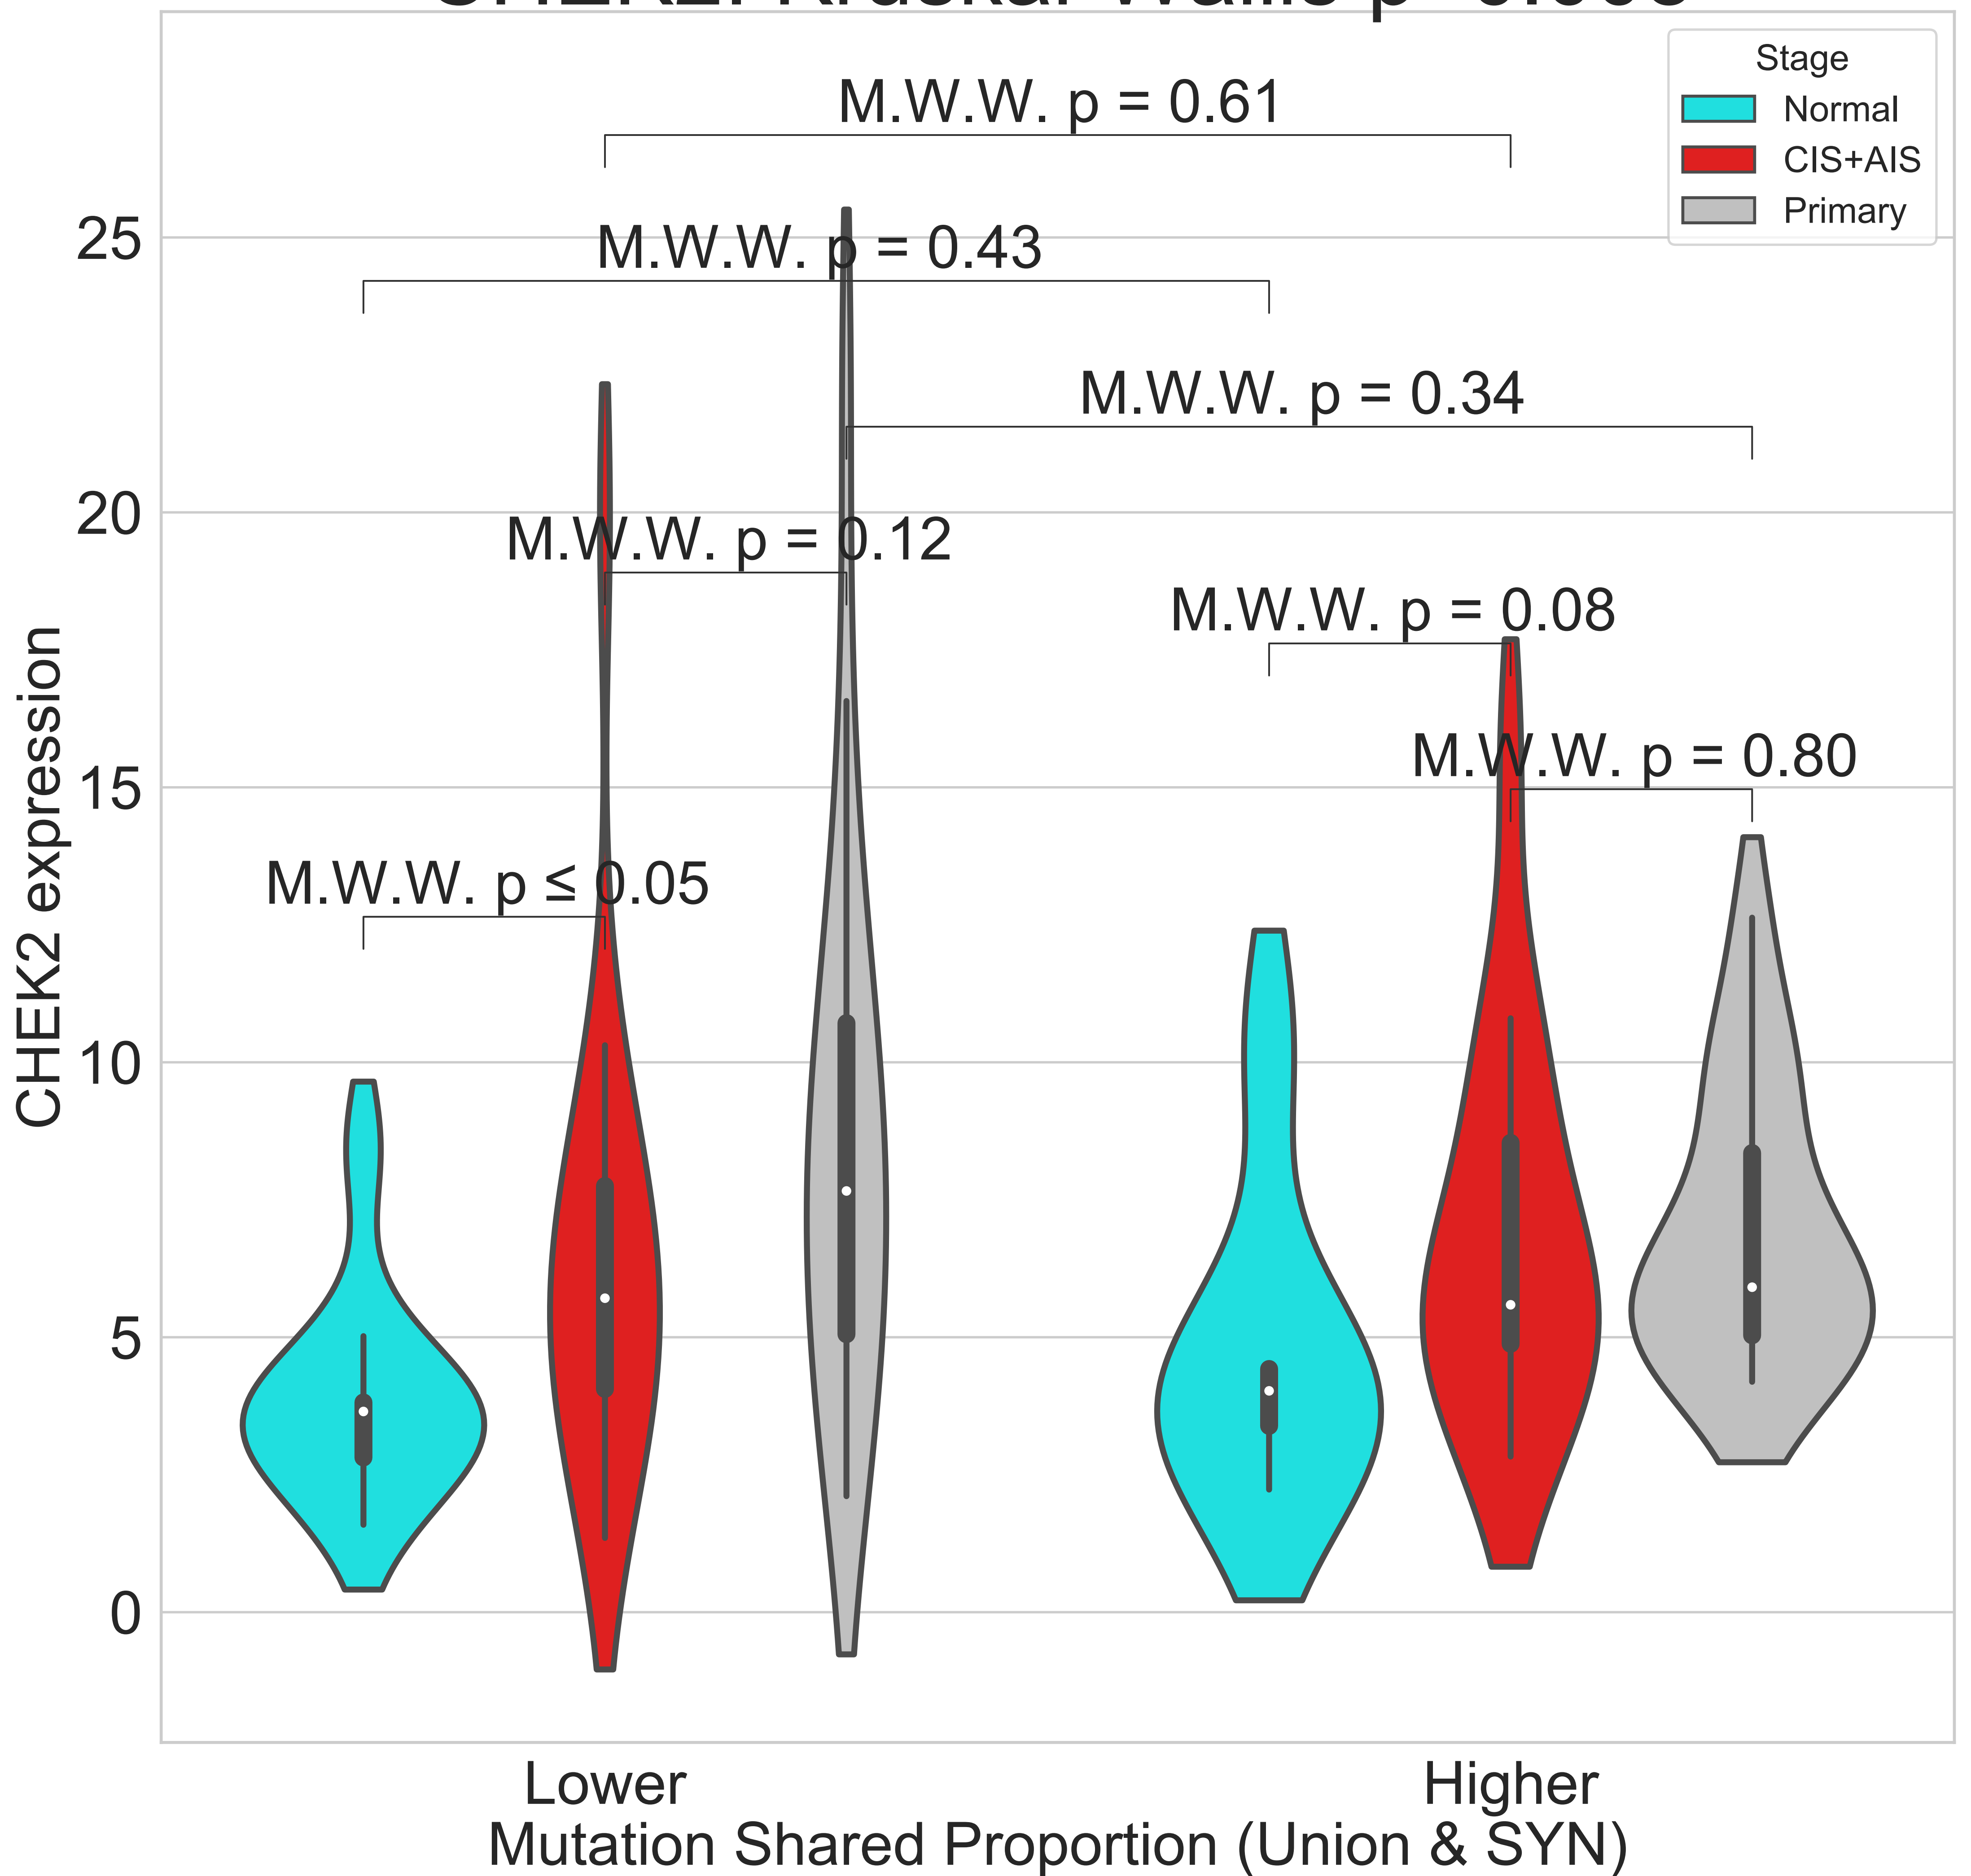 Stage
Normal
CIS+AIS
Primary
M.W.W. p = 0.61
M.W.W. p = 0.43
M.W.W. p = 0.34
M.W.W. p = 0.12
M.W.W. p = 0.08
M.W.W. p = 0.80
M.W.W. p ≤ 0.05
CHEK2 expression
25
20
15
10
5
0
Lower
Higher
Mutation Shared Proportion (Union & SYN)